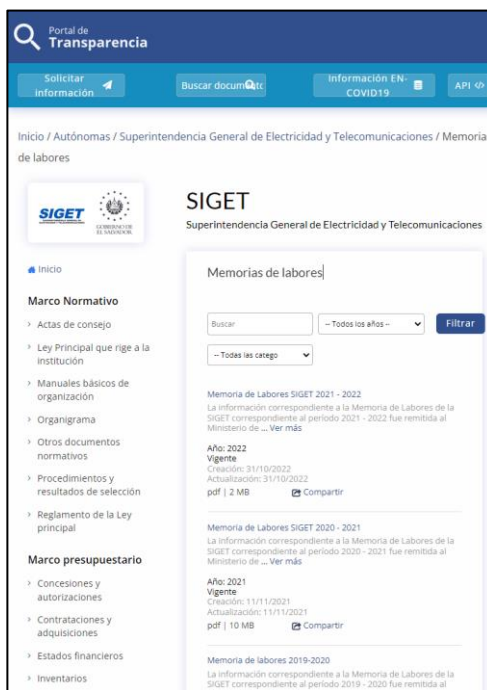 Portal de
Transparencia
Solicitar
información
Buscar documento
Información EN-
COVID19
API </>
Inicio / Autónomas / Superintendencia General de Electricidad y Telecomunicaciones / Memoria
de labores
SIGET
GOBIERNO DE
EL SALVADOR
SIGET
Superintendencia General de Electricidad y Telecomunicaciones
Inicio
Marco Normativo
Actas de consejo
Ley Principal que rige a la
institución
Manuales básicos de
organización
Organigrama
Otros documentos
normativos
Procedimientos y
resultados de selección
Reglamento de la Ley
principal
Marco presupuestario
Concesiones y
autorizaciones
Contrataciones y
adquisiciones
Estados financieros
Inventarios
Memorias de labores
Buscar
-- Todos los años --
Filtrar
-- Todas las catego
Memoria de Labores SIGET 2021 - 2022
La información correspondiente a la Memoria de Labores de la
SIGET correspondiente al período 2021 - 2022 fue remitida al
Ministerio de ... Ver más
Año: 2022
Vigente
Creación: 31/10/2022
Actualización: 31/10/2022
pdf | 2 MB Compartir
Memoria de Labores SIGET 2020 - 2021
La información correspondiente a la Memoria de Labores de la
SIGET correspondiente al período 2020 - 2021 fue remitida al
Ministerio de ... Ver más
Año: 2021
Vigente
Creación: 11/11/2021
Actualización: 11/11/2021
pdf | 10 MB Compartir
Memoria de labores 2019-2020
La información correspondiente a la Memoria de Labores de la
SIGET correspondiente al período 2019 - 2020 fue remitida al